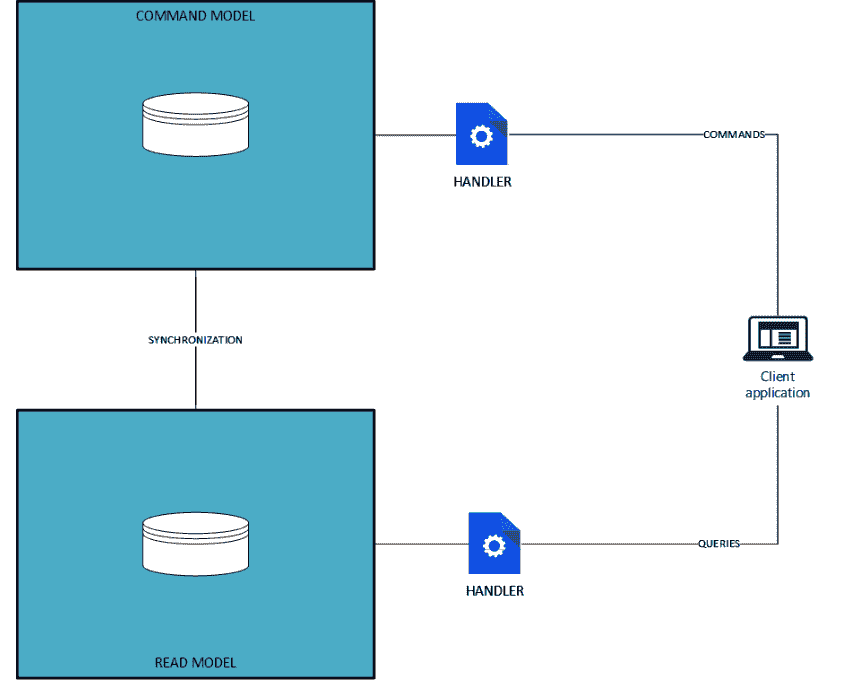 COMMAND MODEL
COMMANDS
HANDLER
SYNCHRONIZATION
Client
application
QUERIES
HANDLER
READ MODEL